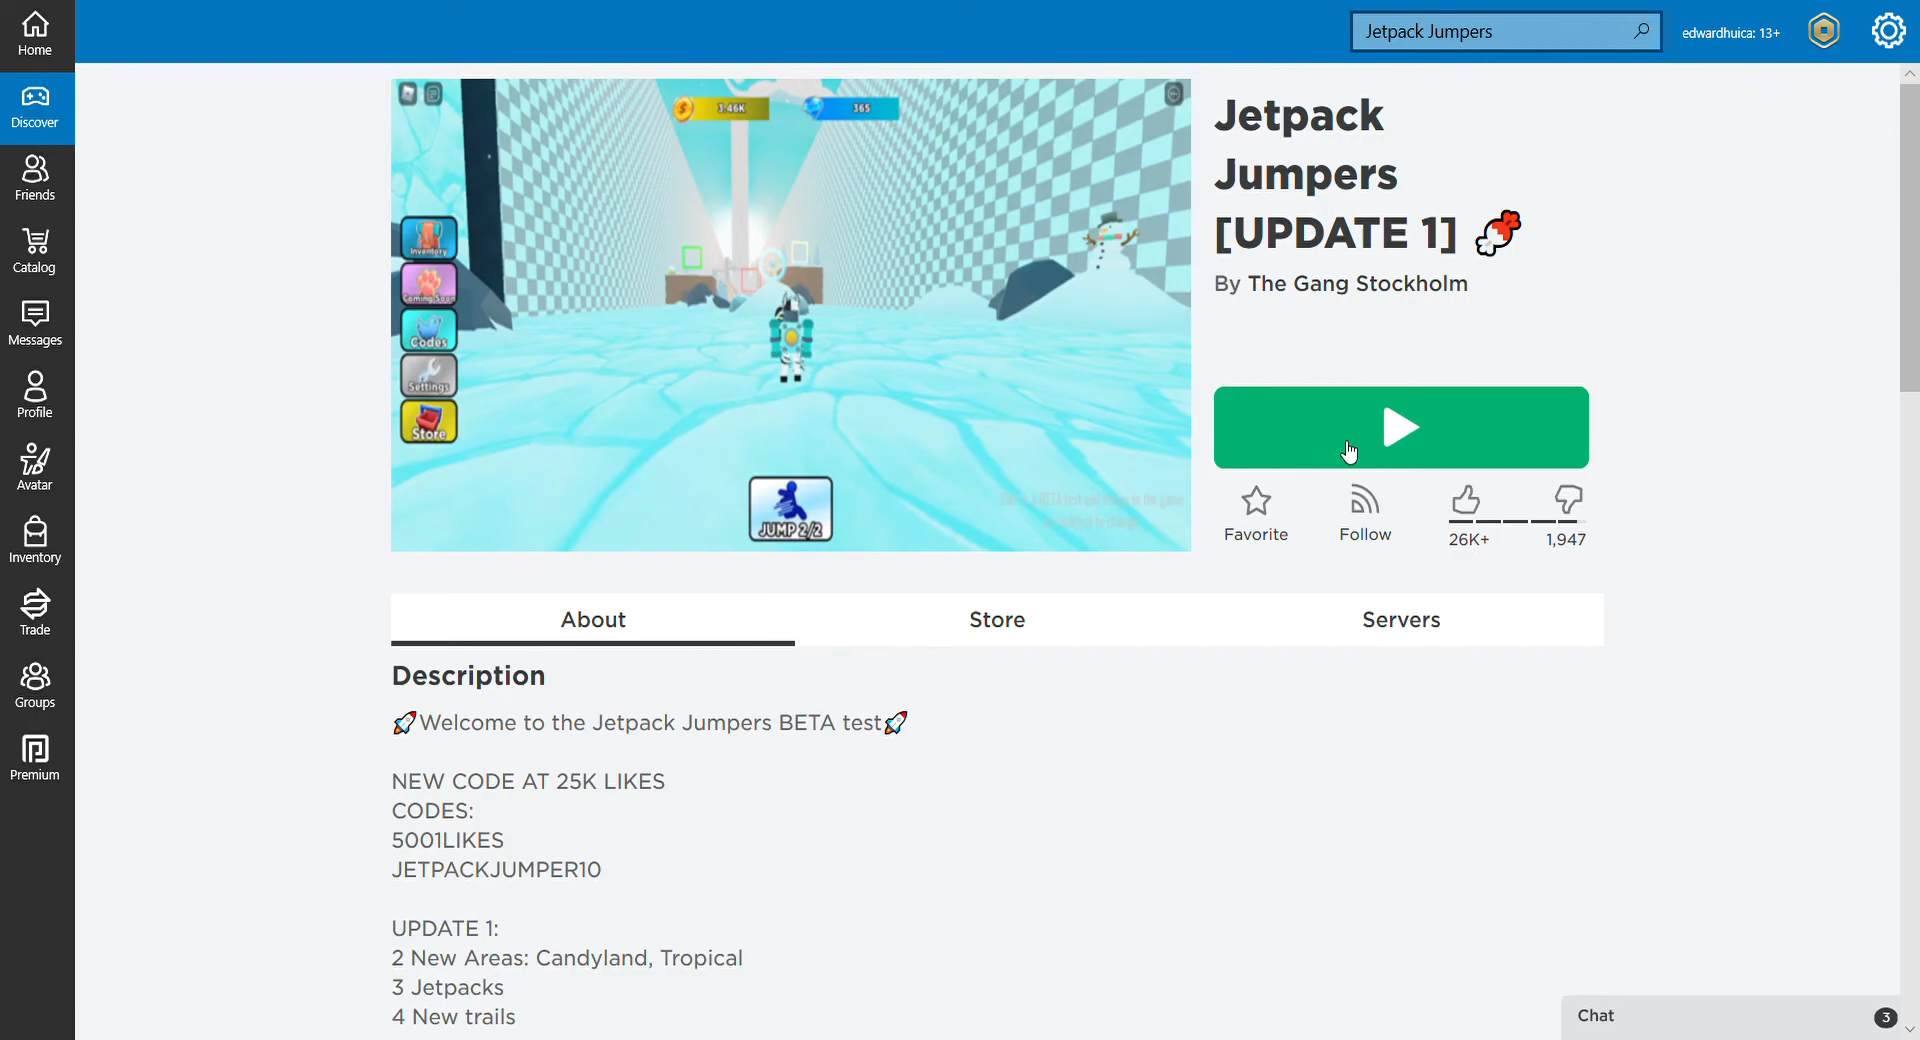 Home
Discover
Friends
Catalog
Messages
Profile
Avatar
Inventory
Trade
Groups
Premium
Jetpack Jumpers
edwardhuica: 13+
3.46K
365
Inventory
Coming Soon
Codes
Settings
Store
JUMP 2/2
Jetpack
Jumpers
[UPDATE 1]
By The Gang Stockholm
Favorite
Follow
26K+
1,947
About
Store
Servers
Description
🚀Welcome to the Jetpack Jumpers BETA test🚀
NEW CODE AT 25K LIKES
CODES:
5001LIKES
JETPACKJUMPER10
UPDATE 1:
2 New Areas: Candyland, Tropical
3 Jetpacks
4 New trails
Chat
3